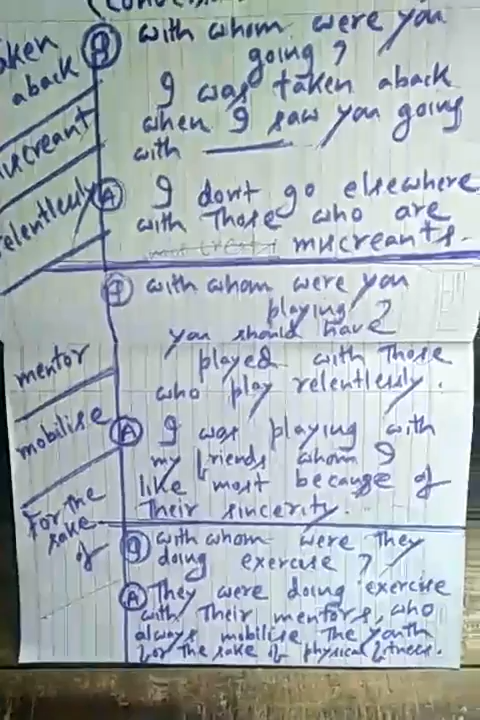 taken
aback
miscreant
relentlessly
Q with whom were you
going?
I was taken aback
when I saw you going
with
A I don't go elsewhere
with those who are
miscreants.
mentor
mobilise
For the
sake
of
Q with whom were you
playing?
you should have
played with those
who play relentlessly.
A I was playing with
my friends whom I
like most because of
their sincerity.
Q with whom were they
doing exercise?
A They were doing exercise
with their mentors, who
always mobilise the youth
for the sake of physical fitness.